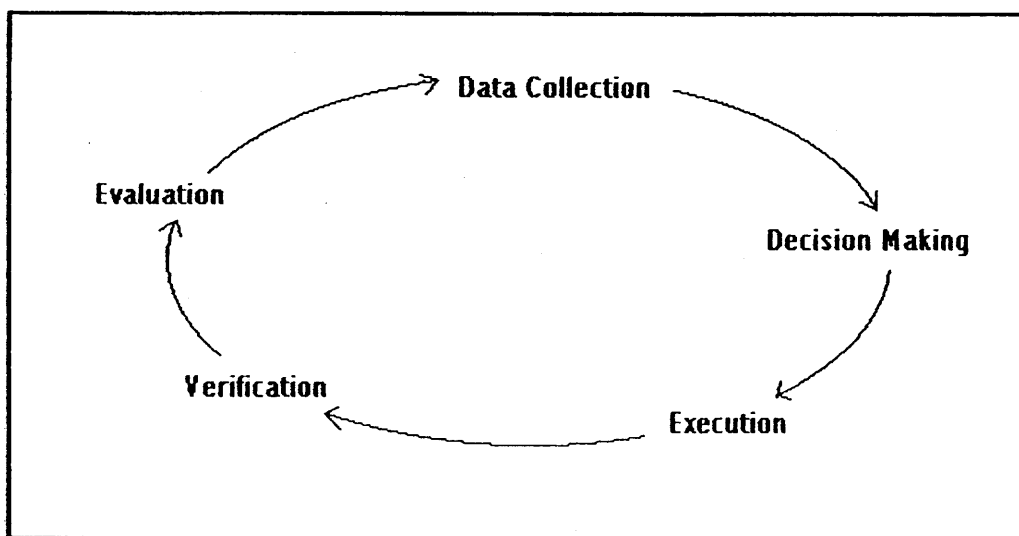 Data Collection
Evaluation
Decision Making
Verification
Execution